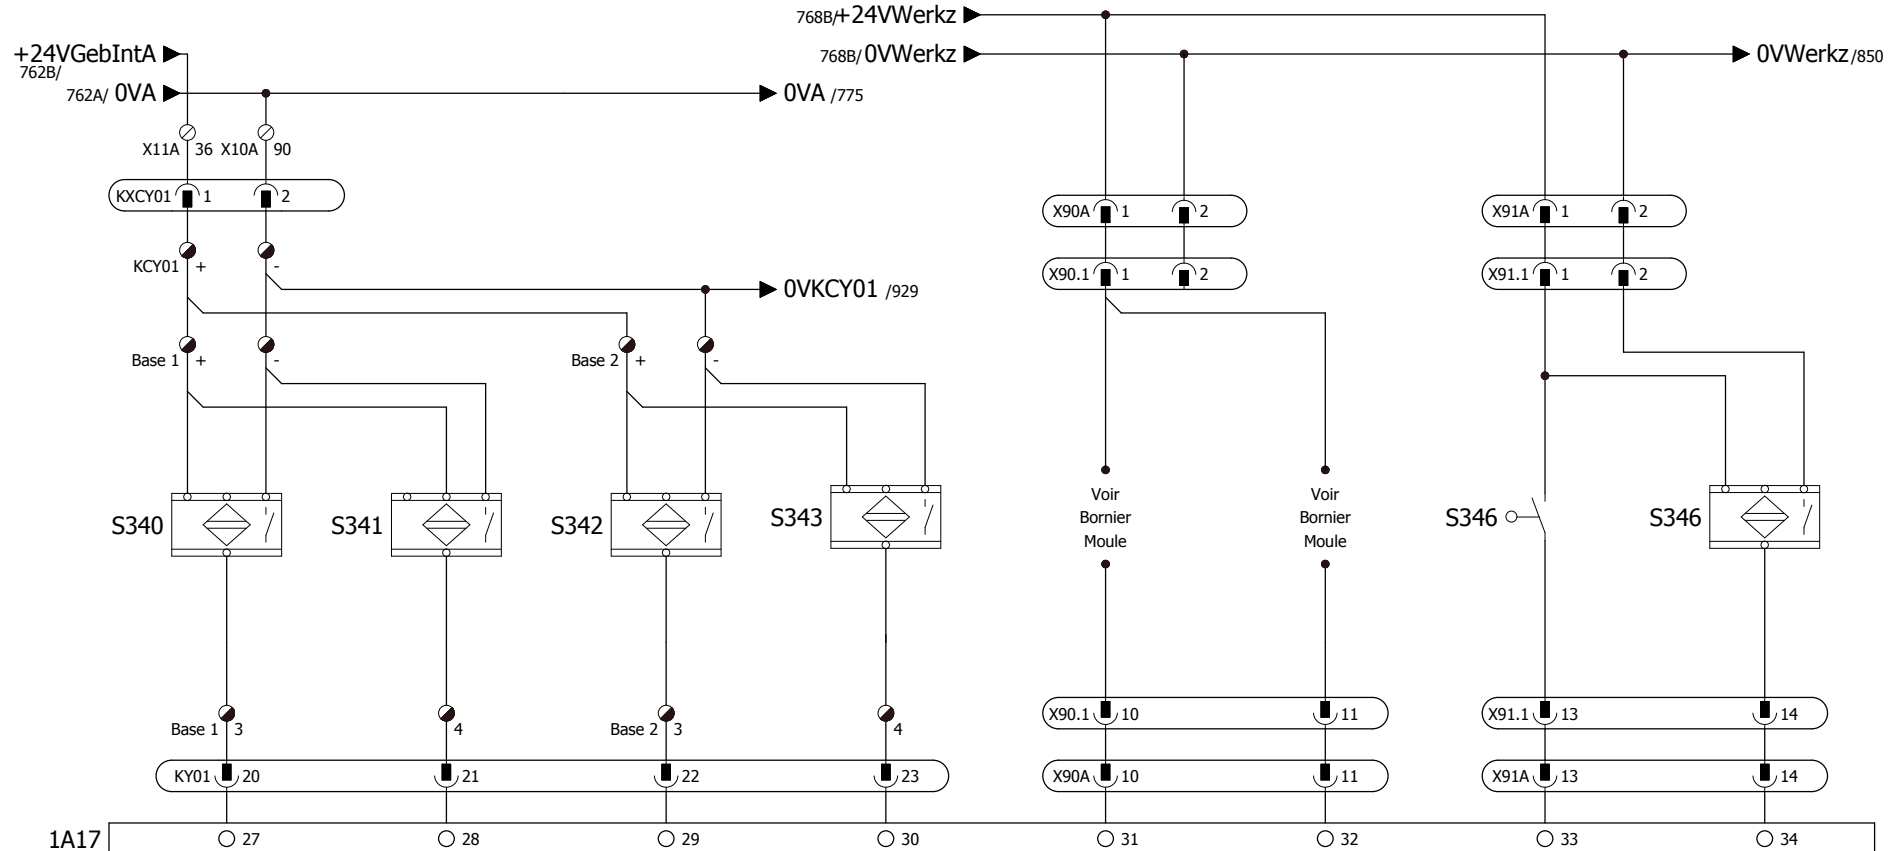 768B/+24VWerkz
+24VGebIntA
762B/
768B/0VWerkz
0VWerkz/850
762A/ 0VA
0VA /775
X11A 36 X10A 90
KXCY01 1 2
X90A 1 2
X91A 1 2
KCY01 + -
X90.1 1 2
X91.1 1 2
0VKCY01 /929
Base 1 + -
Base 2 + -
S340
S341
S342
S343
Voir
Bornier
Moule
Voir
Bornier
Moule
S346
S346
Base 1 3
4
Base 2 3
4
X90.1 10 11
X91.1 13 14
KY01 20 21 22 23
X90A 10 11
X91A 13 14
1A17 27 28 29 30 31 32 33 34